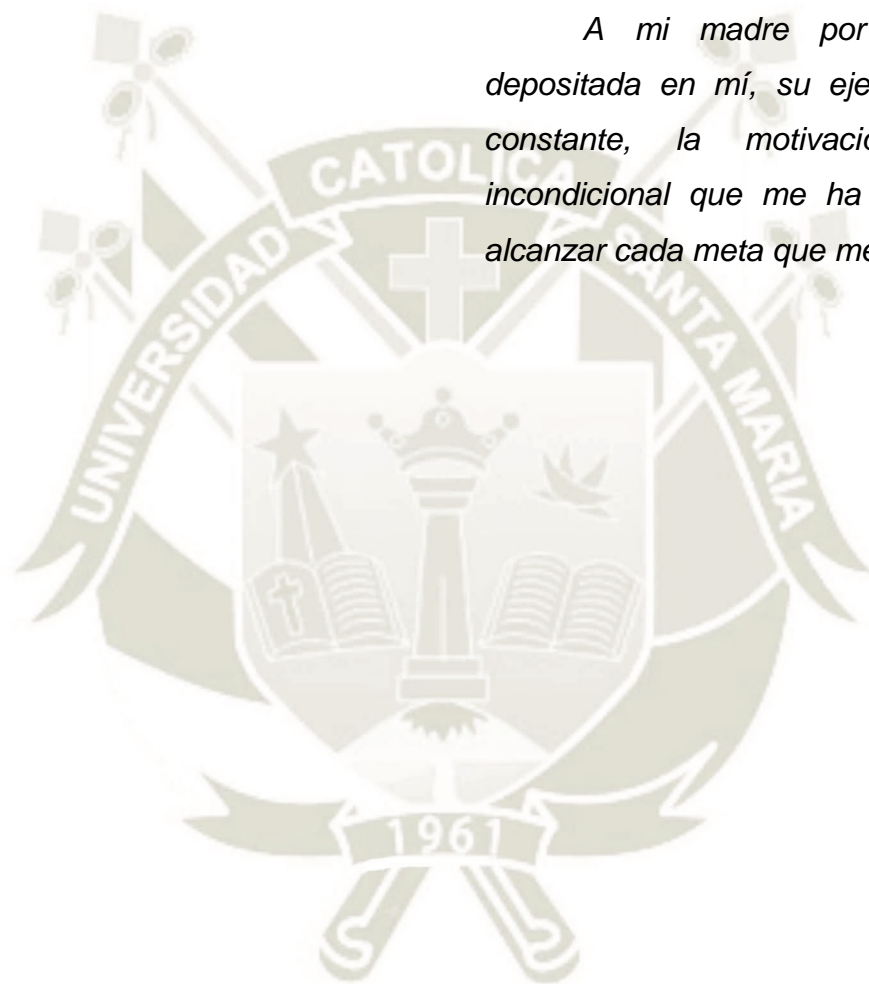 A mi madre por
depositada en mí, su eje
constante, la motivaci
incondicional que me ha
alcanzar cada meta que me
UNIVERSIDAD CATOLICA SANTA MARIA
1961